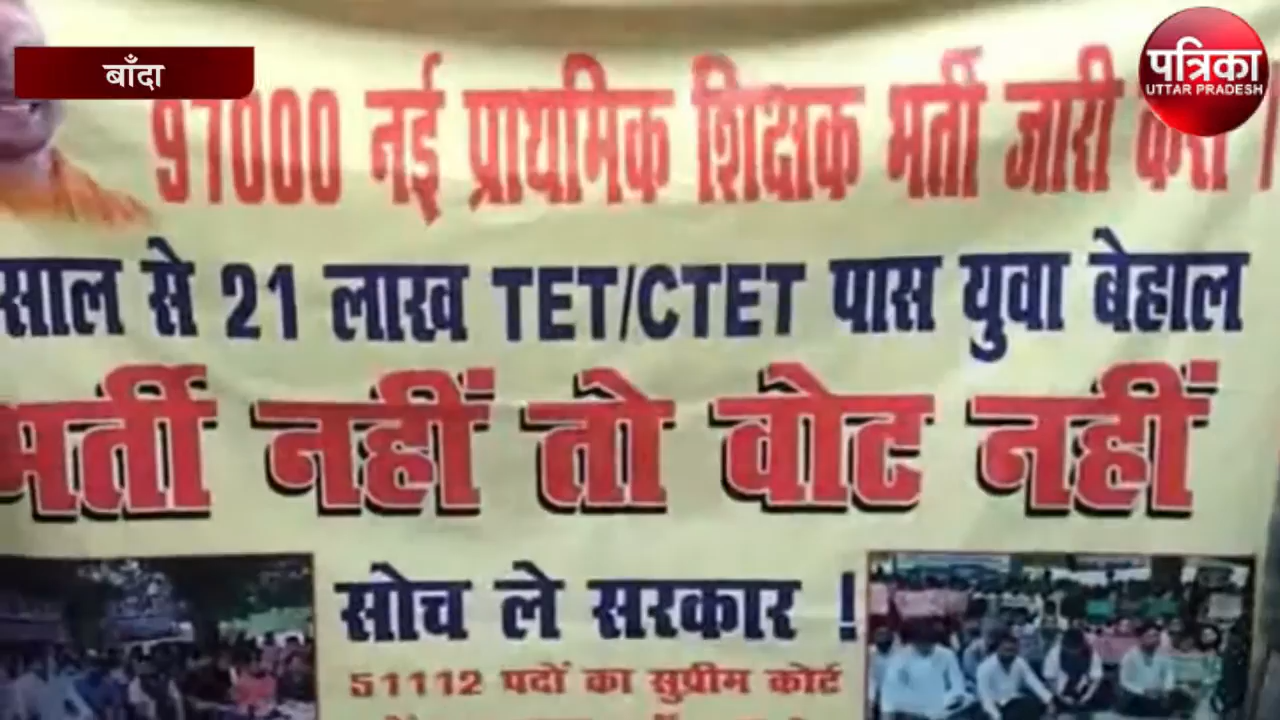 बाँदा
पत्रिका
UTTAR PRADESH
97000 नई प्राथमिक शिक्षक भर्ती जारी करो !
साल से 21 लाख TET/CTET पास युवा बेहाल
भर्ती नहीं तो वोट नहीं
सोच ले सरकार !
51112 पदों का सुप्रीम कोर्ट